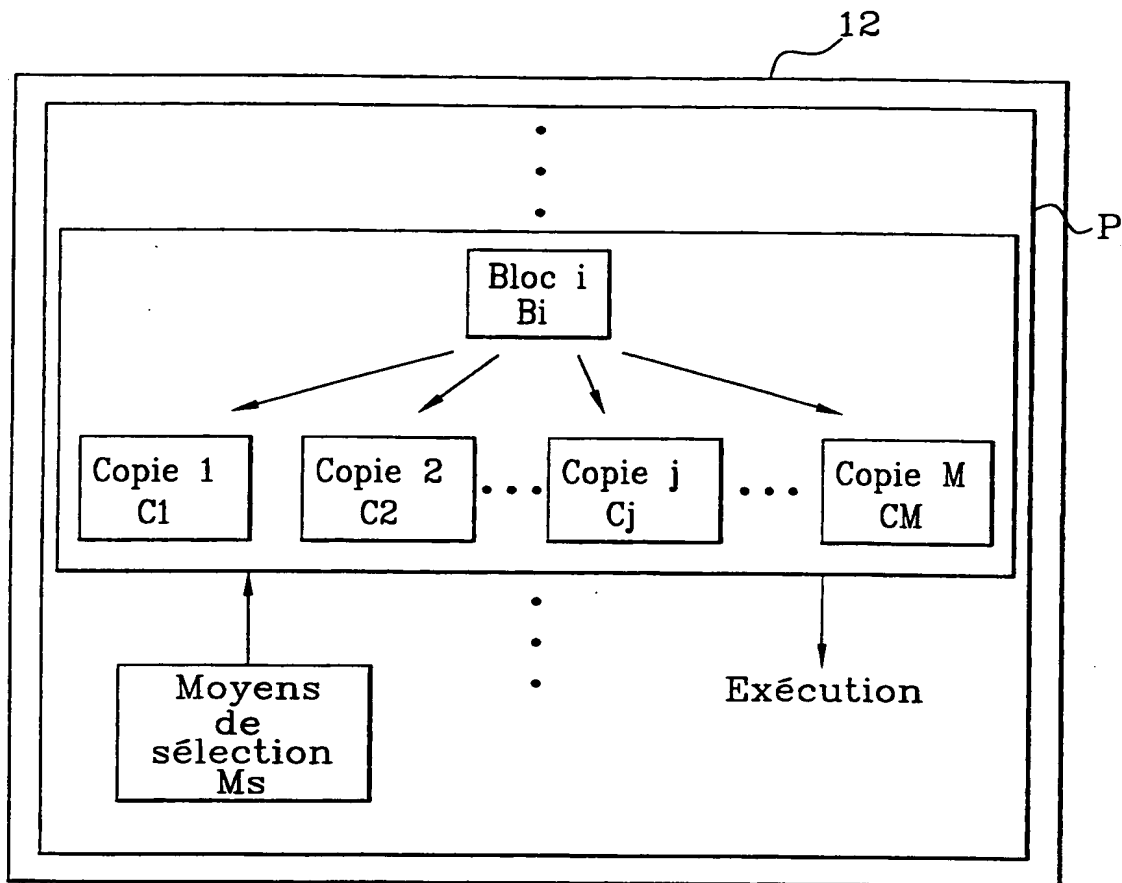 12
P
Bloc i
Bi
Copie 1
C1
Copie 2
C2
Copie j
Cj
Copie M
CM
Moyens
de
sélection
Ms
Exécution